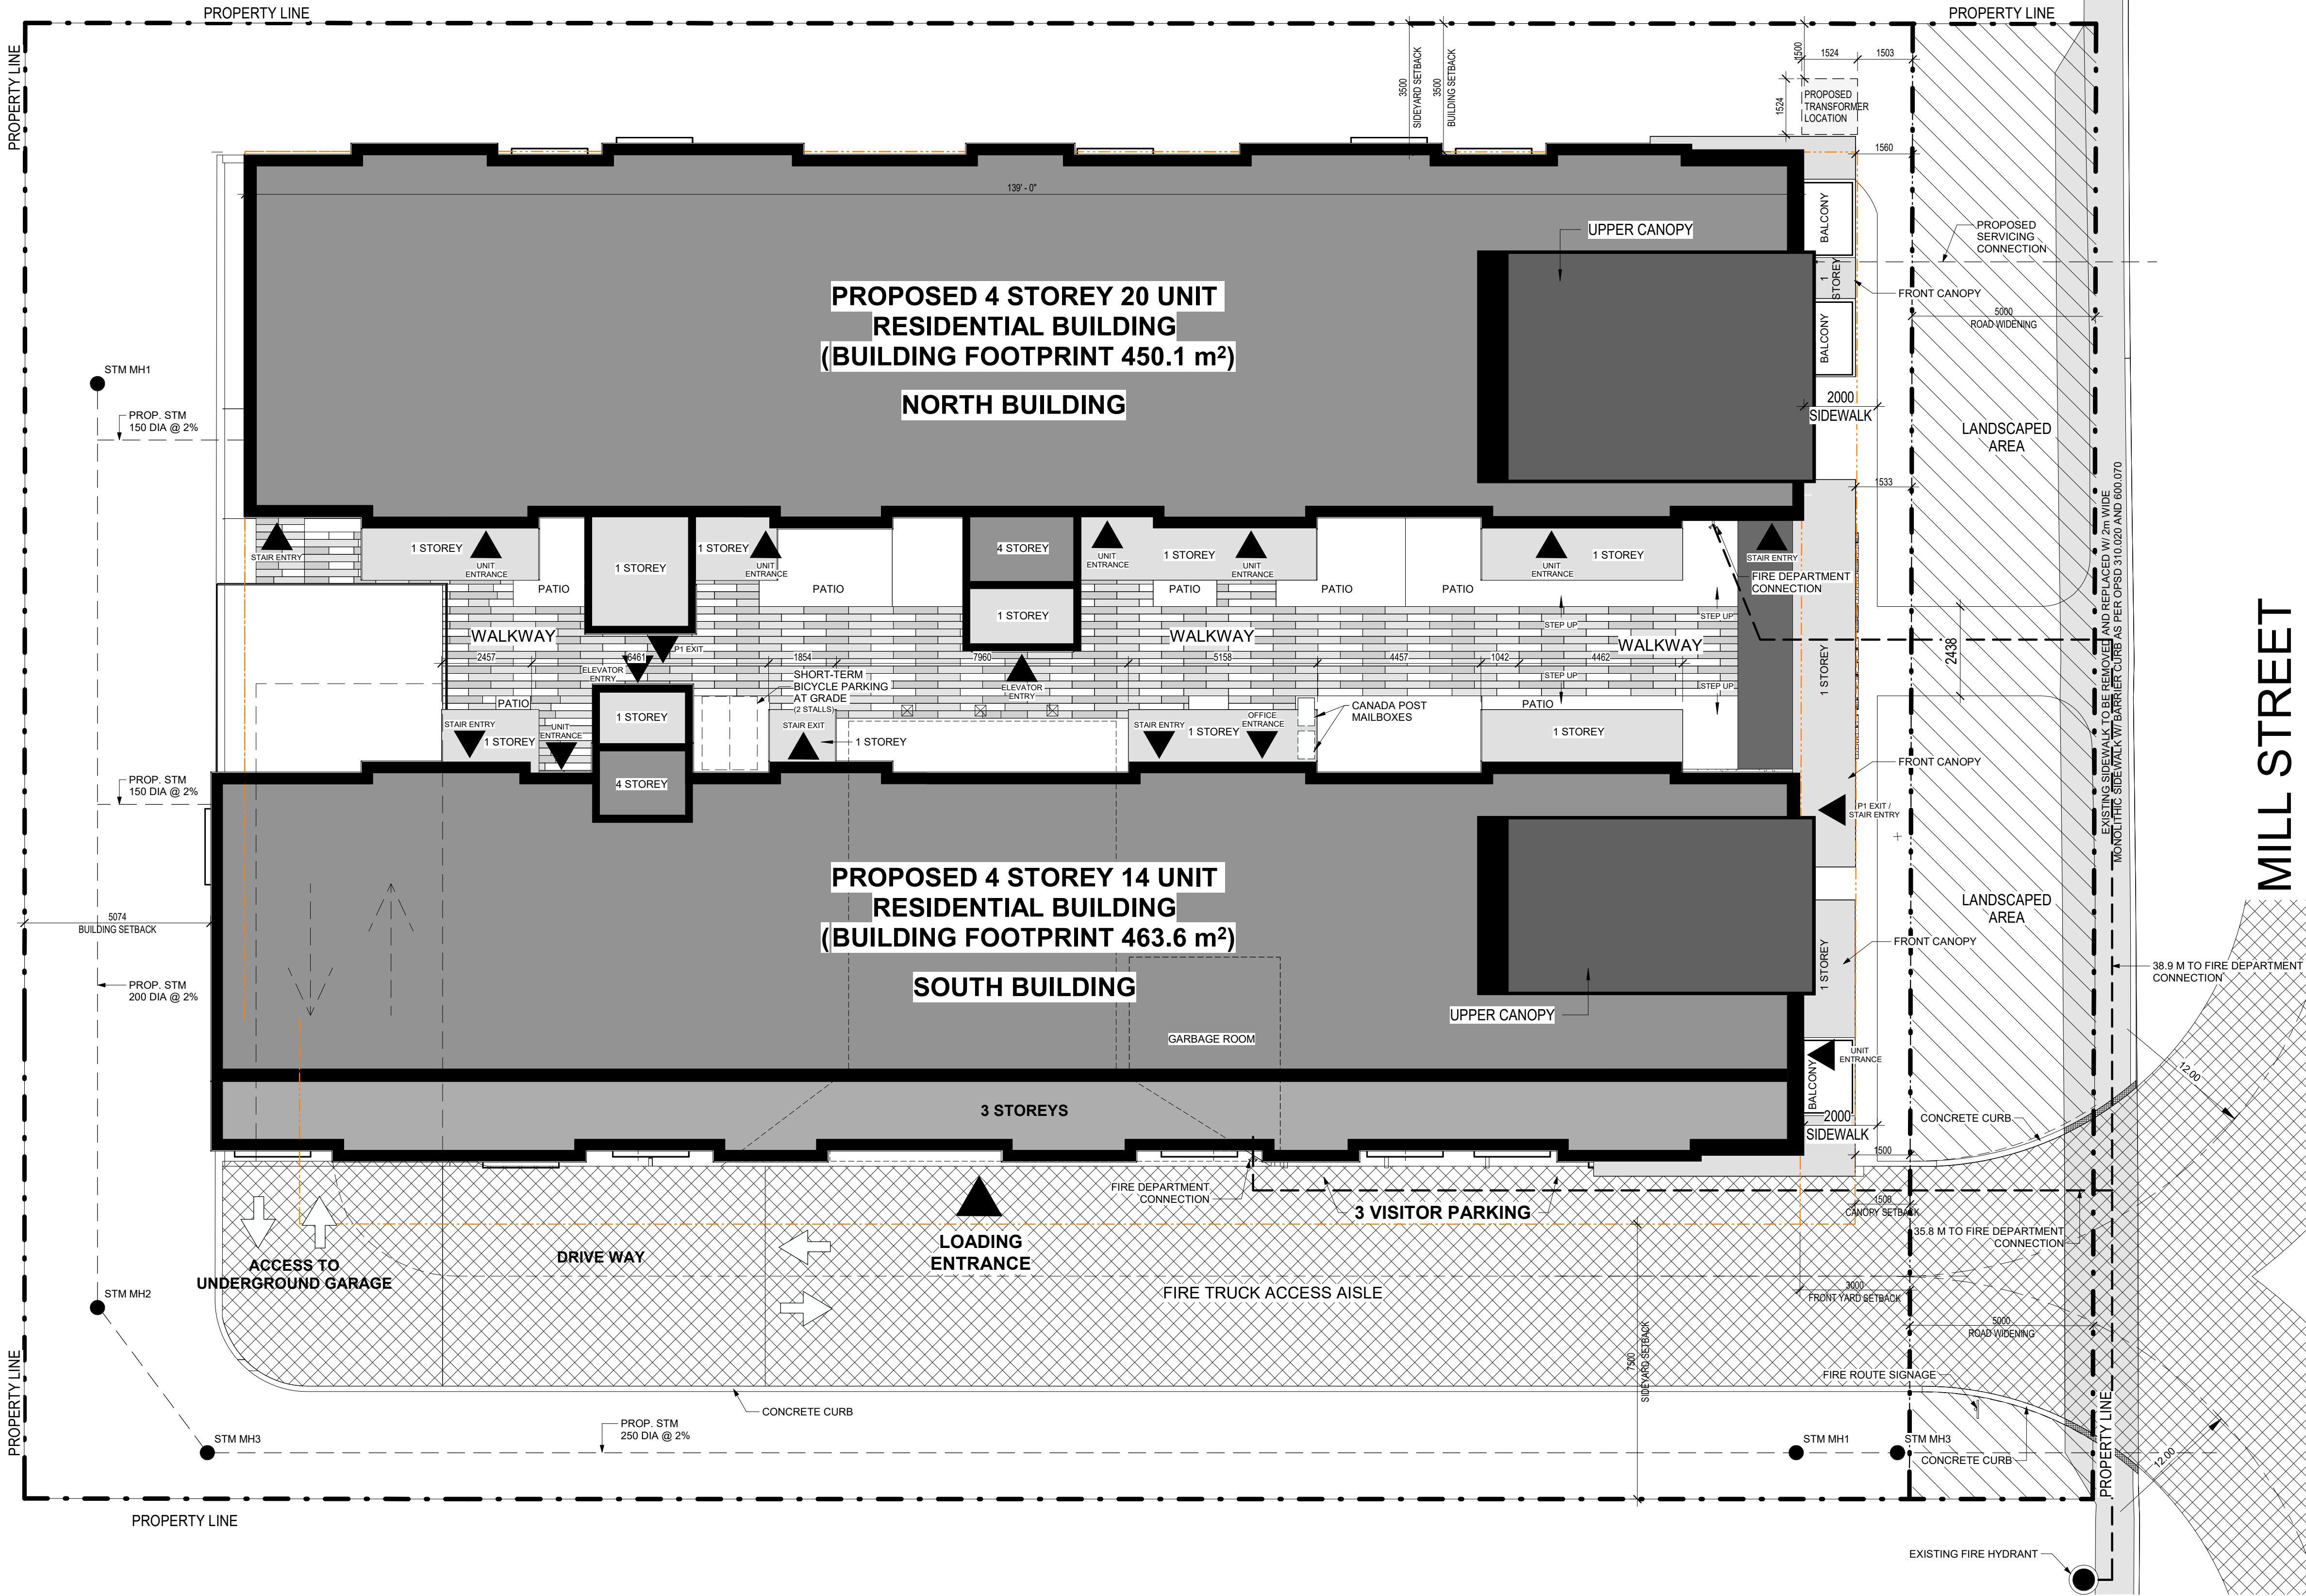 PROPERTY LINE
PROPERTY LINE
PROPERTY LINE
3500
SIDEYARD SETBACK
3500
BUILDING SETBACK
1500
1524
1503
1524
PROPOSED
TRANSFORMER
LOCATION
1560
139' - 0"
UPPER CANOPY
BALCONY
PROPOSED
SERVICING
CONNECTION
1
STOREY
FRONT CANOPY
5000
ROAD WIDENING
BALCONY
PROPOSED 4 STOREY 20 UNIT
RESIDENTIAL BUILDING
(BUILDING FOOTPRINT 450.1 m²)
NORTH BUILDING
STM MH1
PROP. STM
150 DIA @ 2%
2000
SIDEWALK
LANDSCAPED
AREA
1533
STAIR ENTRY
1 STOREY
UNIT
ENTRANCE
PATIO
1 STOREY
1 STOREY
UNIT
ENTRANCE
PATIO
4 STOREY
1 STOREY
UNIT
ENTRANCE
1 STOREY
UNIT
ENTRANCE
PATIO
PATIO
PATIO
UNIT
ENTRANCE
1 STOREY
STAIR ENTRY
FIRE DEPARTMENT
CONNECTION
STEP UP
STEP UP
WALKWAY
WALKWAY
WALKWAY
P1 EXIT
2457
6461
1854
7960
5158
4457
1042
4462
2438
ELEVATOR
ENTRY
SHORT-TERM
BICYCLE PARKING
AT GRADE
(2 STALLS)
ELEVATOR
ENTRY
STEP UP
STEP UP
1 STOREY
PATIO
CANADA POST
MAILBOXES
PATIO
STAIR ENTRY
1 STOREY
UNIT
ENTRANCE
1 STOREY
STAIR EXIT
1 STOREY
STAIR ENTRY
1 STOREY
OFFICE
ENTRANCE
1 STOREY
4 STOREY
PROP. STM
150 DIA @ 2%
FRONT CANOPY
P1 EXIT /
STAIR ENTRY
EXISTING SIDEWALK TO BE REMOVED AND REPLACED W/ 2m WIDE
MONOLITHIC SIDEWALK W/ BARRIER CURB AS PER OPSD 310.020 AND 600.070
MILL STREET
PROPOSED 4 STOREY 14 UNIT
RESIDENTIAL BUILDING
(BUILDING FOOTPRINT 463.6 m²)
SOUTH BUILDING
5074
BUILDING SETBACK
LANDSCAPED
AREA
FRONT CANOPY
1 STOREY
38.9 M TO FIRE DEPARTMENT
CONNECTION
PROP. STM
200 DIA @ 2%
UPPER CANOPY
GARBAGE ROOM
UNIT
ENTRANCE
BALCONY
12.00
3 STOREYS
2000
SIDEWALK
CONCRETE CURB
1500
FIRE DEPARTMENT
CONNECTION
3 VISITOR PARKING
1500
CANOPY SETBACK
35.8 M TO FIRE DEPARTMENT
CONNECTION
LOADING
ENTRANCE
DRIVE WAY
ACCESS TO
UNDERGROUND GARAGE
FIRE TRUCK ACCESS AISLE
3000
FRONT YARD SETBACK
STM MH2
5000
ROAD WIDENING
7500
SIDEYARD SETBACK
FIRE ROUTE SIGNAGE
PROPERTY LINE
CONCRETE CURB
PROP. STM
250 DIA @ 2%
STM MH3
STM MH1
STM MH3
CONCRETE CURB
12.00
PROPERTY LINE
PROPERTY LINE
EXISTING FIRE HYDRANT